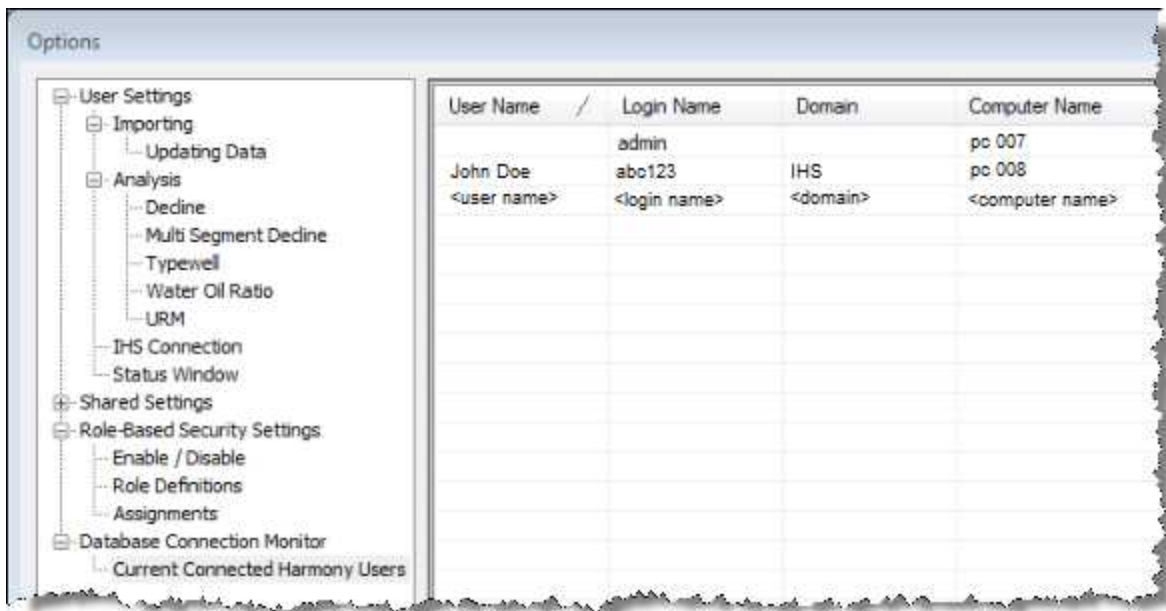 Options
User Settings
Importing
Updating Data
Analysis
Decline
Multi Segment Decline
Typewell
Water Oil Ratio
URM
IHS Connection
Status Window
Shared Settings
Role-Based Security Settings
Enable / Disable
Role Definitions
Assignments
Database Connection Monitor
Current Connected Harmony Users
User Name Login Name Domain Computer Name
admin pc 007
John Doe abc123 IHS pc 008
<user name> <login name> <domain> <computer name>